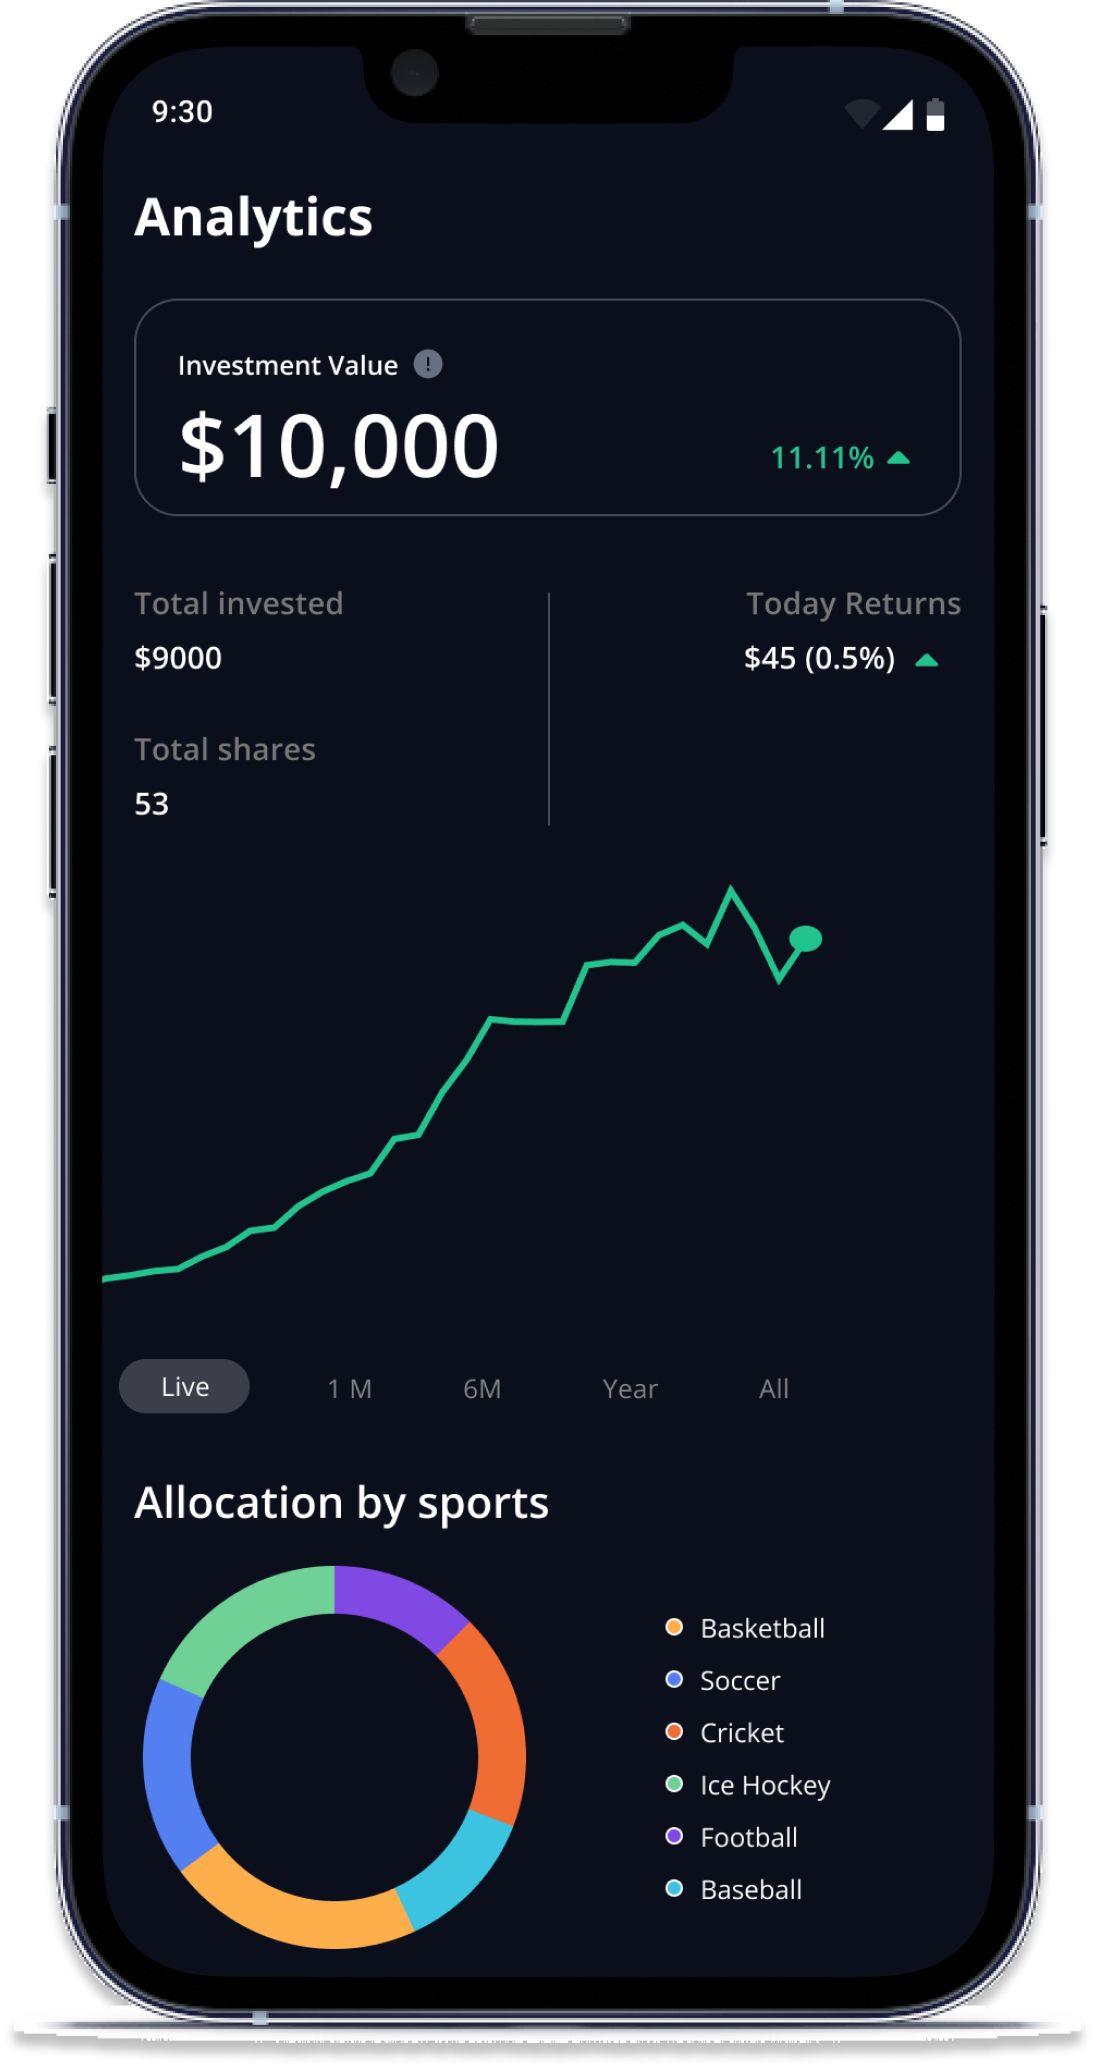 9:30
Analytics
Investment Value !
$10,000
11.11%
Total invested
Today Returns
$9000
$45 (0.5%)
Total shares
53
Live 1 M 6M Year All
Allocation by sports
Basketball
Soccer
Cricket
Ice Hockey
Football
Baseball